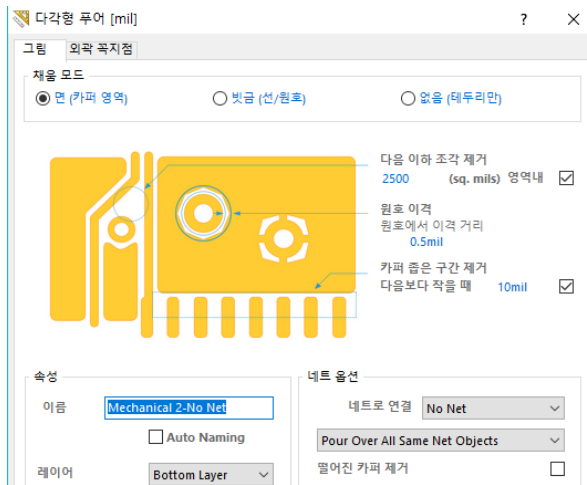 다각형 푸어 [mil]
?
그림
외곽 꼭지점
채움 모드
면 (카퍼 영역)
빗금 (선/원호)
없음 (테두리만)
다음 이하 조각 제거
2500 (sq. mils) 영역내
원호 이격
원호에서 이격 거리
0.5mil
카퍼 좁은 구간 제거
다음보다 작을 때 10mil
속성
이름 Mechanical 2-No Net
Auto Naming
레이어 Bottom Layer
네트 옵션
네트로 연결 No Net
Pour Over All Same Net Objects
떨어진 카퍼 제거